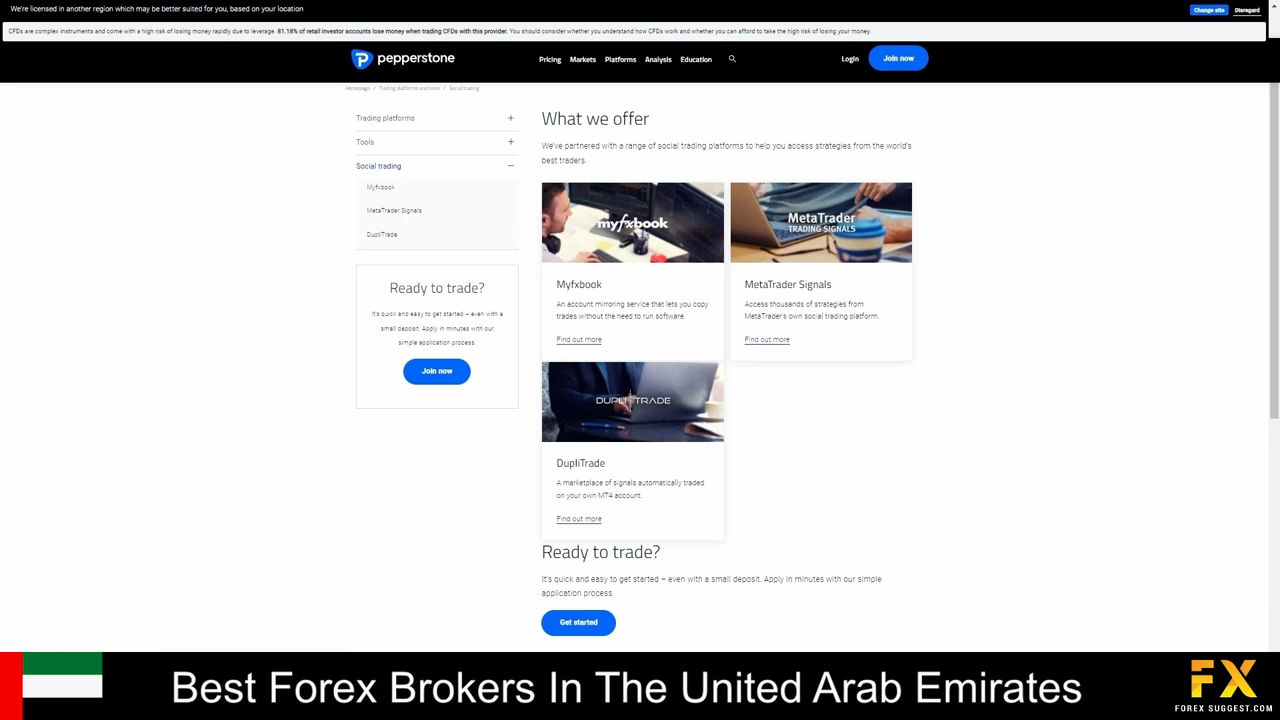 We're licensed in another region which may be better suited for you, based on your location
Change site
Disregard
CFDs are complex instruments and come with a high risk of losing money rapidly due to leverage. 81.18% of retail investor accounts lose money when trading CFDs with this provider. You should consider whether you understand how CFDs work and whether you can afford to take the high risk of losing your money.
pepperstone
Pricing Markets Platforms Analysis Education
Login
Join now
Homepage / Trading platforms and tools / Social trading
Trading platforms +
Tools +
Social trading −
Myfxbook
MetaTrader Signals
DupliTrade
Ready to trade?
It's quick and easy to get started – even with a
small deposit. Apply in minutes with our
simple application process.
Join now
What we offer
We've partnered with a range of social trading platforms to help you access strategies from the world's
best traders.
myfxbook
Myfxbook
An account mirroring service that lets you copy
trades without the need to run software.
Find out more
MetaTrader
TRADING SIGNALS
MetaTrader Signals
Access thousands of strategies from
MetaTrader's own social trading platform.
Find out more
DUPLI TRADE
DupliTrade
A marketplace of signals automatically traded
on your own MT4 account.
Find out more
Ready to trade?
It's quick and easy to get started – even with a small deposit. Apply in minutes with our simple
application process.
Get started
Best Forex Brokers In The United Arab Emirates
FX
FOREX SUGGEST.COM